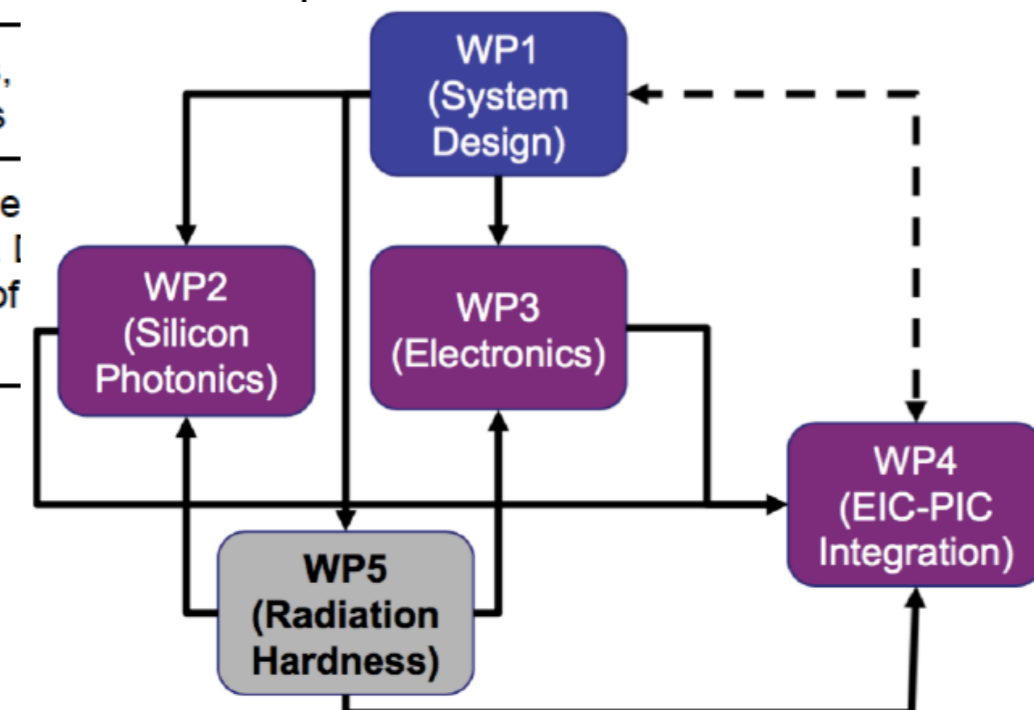 WP1
(System
Design)
WP2
(Silicon
Photonics)
WP3
(Electronics)
WP4
(EIC-PIC
Integration)
WP5
(Radiation
Hardness)